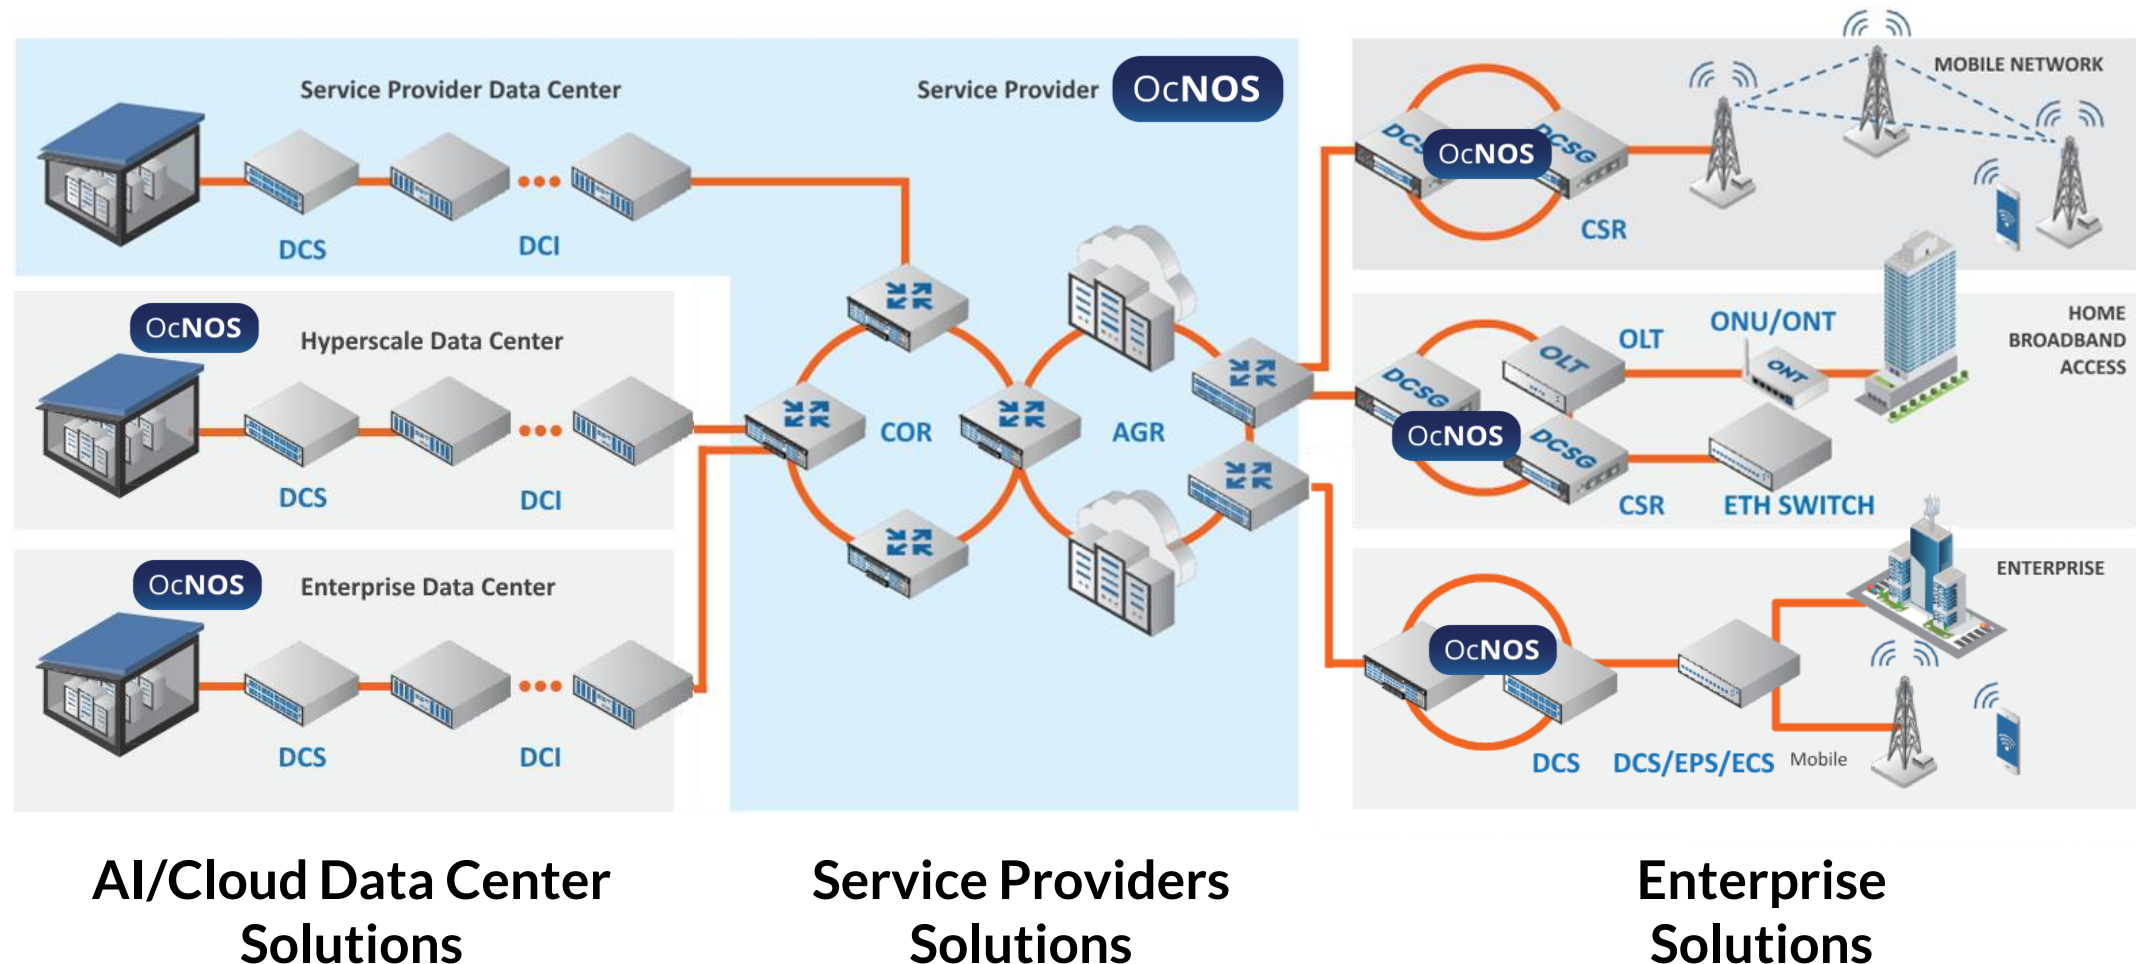 Service Provider Data Center
DCS
DCI
Service Provider
OcNOS
OcNOS
Hyperscale Data Center
DCS
DCI
OcNOS
Enterprise Data Center
DCS
DCI
COR
AGR
MOBILE NETWORK
DCSG
OcNOS
CSR
HOME
BROADBAND
ACCESS
OLT
ONU/ONT
OLT
ONT
DCSG
OcNOS
DCSG
CSR
ETH SWITCH
ENTERPRISE
OcNOS
DCS
DCS/EPS/ECS
Mobile
AI/Cloud Data Center
Solutions
Service Providers
Solutions
Enterprise
Solutions